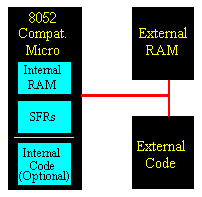 8052
Compat.
Micro
Internal
RAM
SFRs
Internal
Code
(Optional)
External
RAM
External
Code